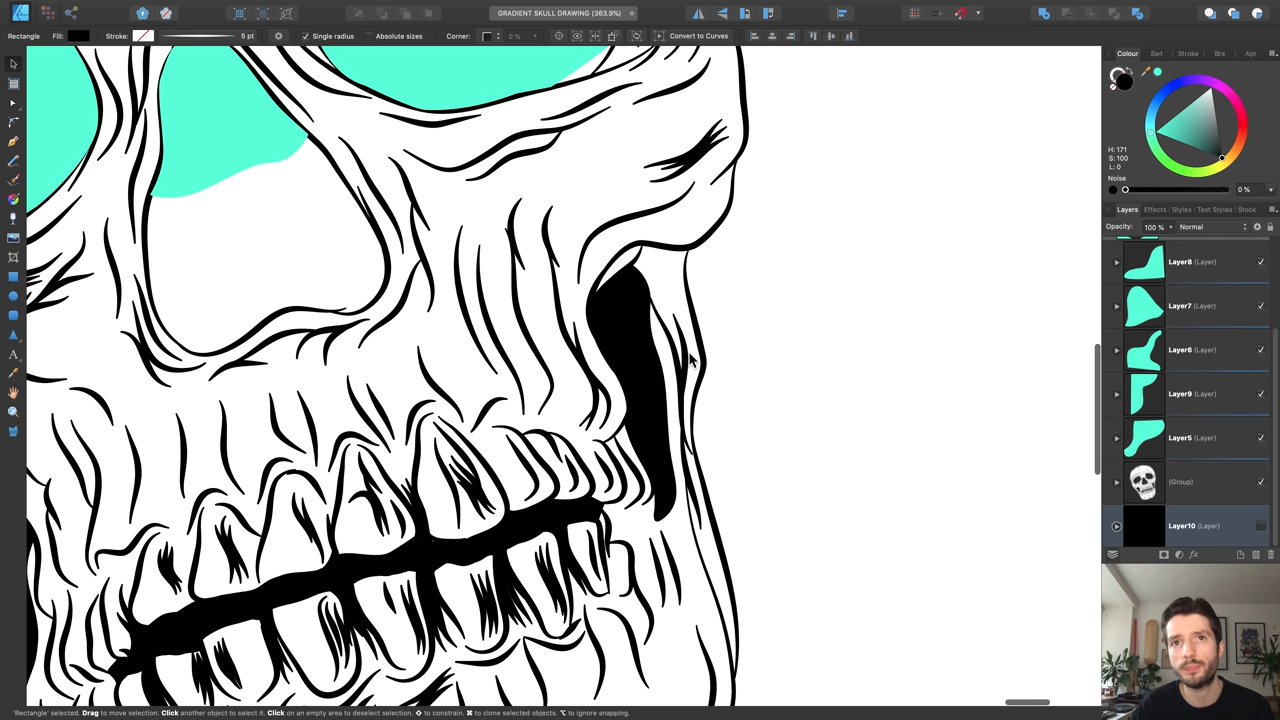 GRADIENT SKULL DRAWING (363.9%)
Rectangle Fill: Stroke: 5 pt Single radius Absolute sizes Corner: 0 % Convert to Curves
Colour Swt Stroke Brs Apr
H: 171
S: 100
L: 0
Noise
0 %
Layers Effects Styles Text Styles Stock
Opacity: 100 % Normal
Layer8 (Layer)
Layer7 (Layer)
Layer6 (Layer)
Layer9 (Layer)
Layer5 (Layer)
(Group)
Layer10 (Layer)
'Rectangle' selected. Drag to move selection. Click another object to select it. Click on an empty area to deselect selection. ⇧ to constrain. ⌘ to clone selected objects. ⌥ to ignore snapping.